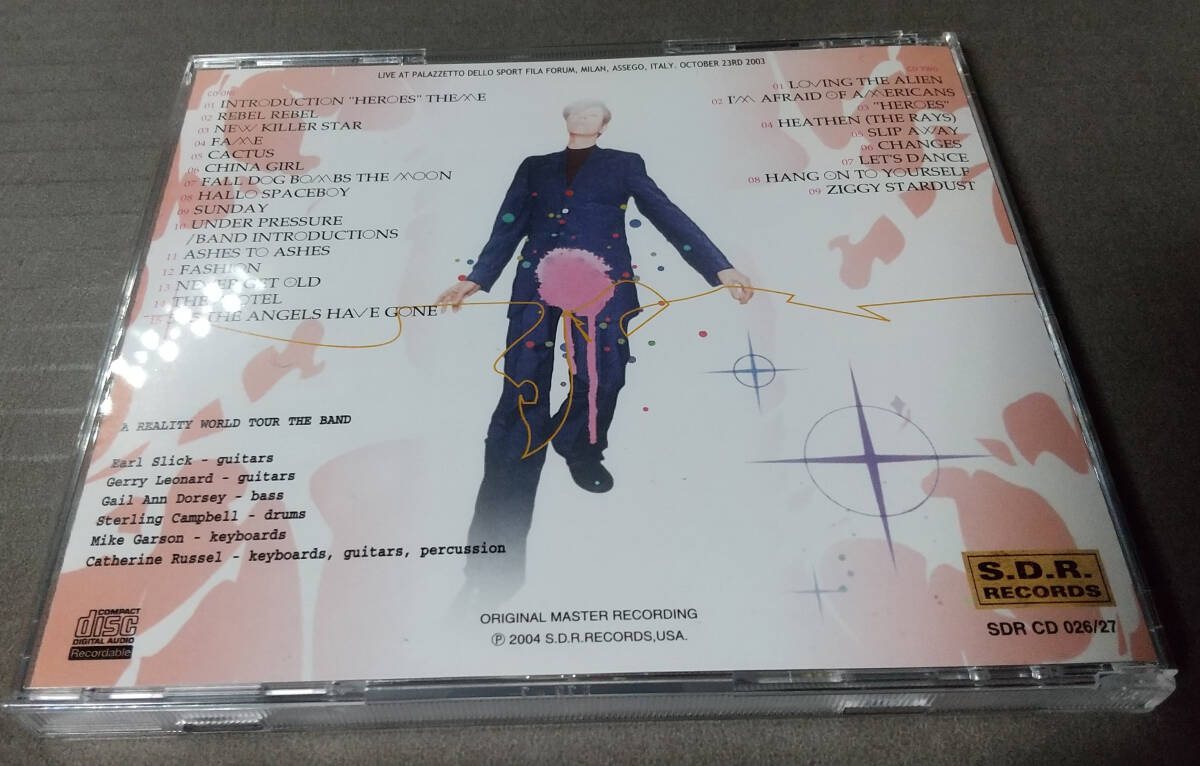 LIVE AT PALAZZETTO DELLO SPORT FILA FORUM, MILAN, ASSEGO, ITALY. OCTOBER 23RD 2003
CD ONE
01 INTRODUCTION "HEROES" THEME
02 REBEL REBEL
03 NEW KILLER STAR
04 FAME
05 CACTUS
06 CHINA GIRL
07 FALL DOG BOMBS THE MOON
08 HALLO SPACEBOY
09 SUNDAY
10 UNDER PRESSURE
/BAND INTRODUCTIONS
11 ASHES TO ASHES
12 FASHION
13 NEVER GET OLD
14 THE MOTEL
15 THE ANGELS HAVE GONE
CD TWO
01 LOVING THE ALIEN
02 I'M AFRAID OF AMERICANS
03 "HEROES"
04 HEATHEN (THE RAYS)
05 SLIP AWAY
06 CHANGES
07 LET'S DANCE
08 HANG ON TO YOURSELF
09 ZIGGY STARDUST
A REALITY WORLD TOUR THE BAND
Earl Slick - guitars
Gerry Leonard - guitars
Gail Ann Dorsey - bass
Sterling Campbell - drums
Mike Garson - keyboards
Catherine Russel - keyboards, guitars, percussion
COMPACT
disc
DIGITAL AUDIO
Recordable
ORIGINAL MASTER RECORDING
℗ 2004 S.D.R.RECORDS,USA.
S.D.R.
RECORDS
SDR CD 026/27